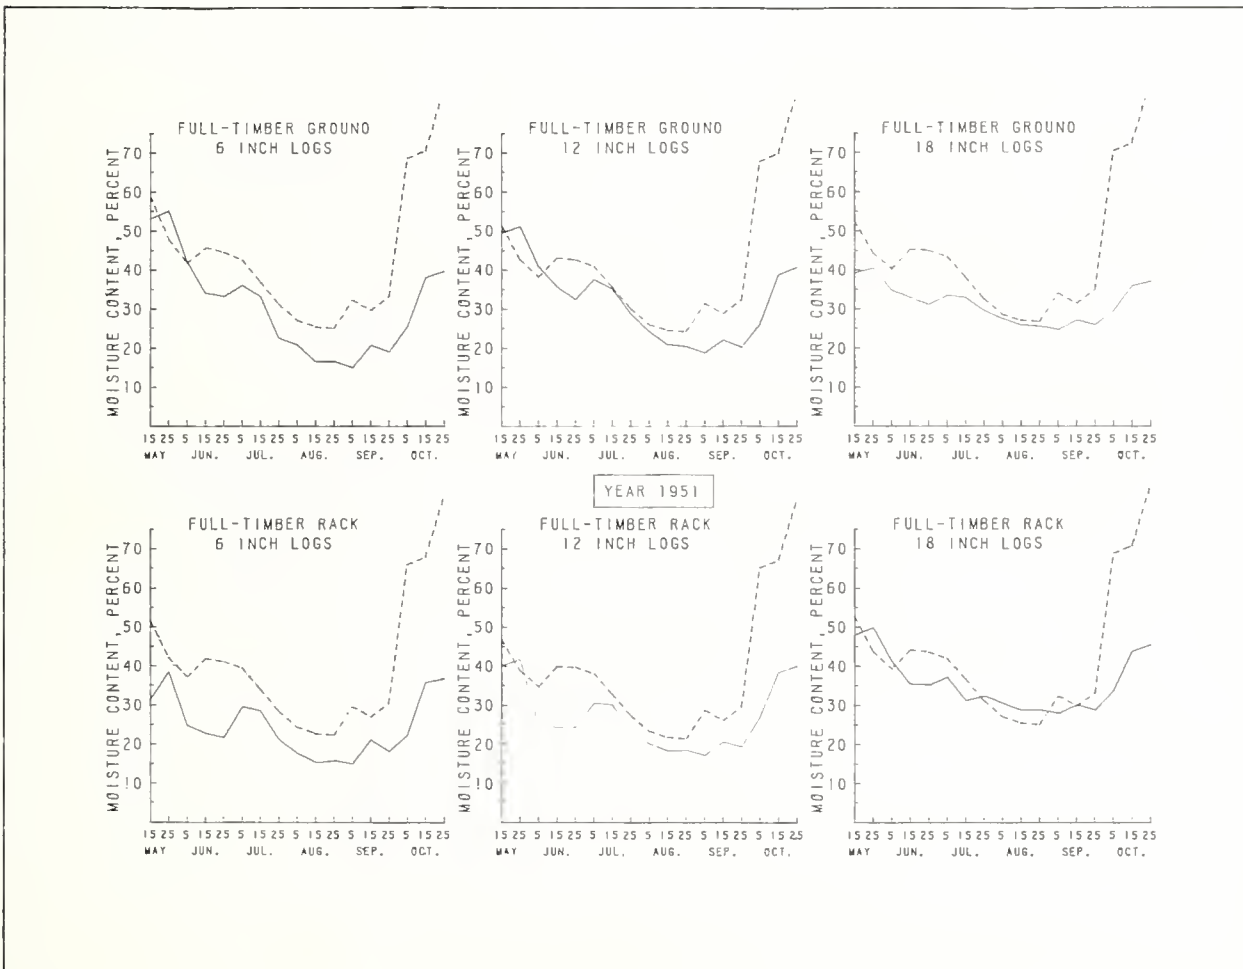 FULL-TIMBER GROUND
6 INCH LOGS
MOISTURE CONTENT, PERCENT
70
60
50
40
30
20
10
15 25 5 15 25 5 15 25 5 15 25 5 15 25 5 15 25
MAY JUN. JUL. AUG. SEP. OCT.
FULL-TIMBER GROUND
12 INCH LOGS
MOISTURE CONTENT, PERCENT
70
60
50
40
30
20
10
15 25 5 15 25 5 15 25 5 15 25 5 15 25 5 15 25
MAY JUN. JUL. AUG. SEP. OCT.
FULL-TIMBER GROUND
18 INCH LOGS
MOISTURE CONTENT, PERCENT
70
60
50
40
30
20
10
15 25 5 15 25 5 15 25 5 15 25 5 15 25 5 15 25
MAY JUN. JUL. AUG. SEP. OCT.
YEAR 1951
FULL-TIMBER RACK
6 INCH LOGS
MOISTURE CONTENT, PERCENT
70
60
50
40
30
20
10
15 25 5 15 25 5 15 25 5 15 25 5 15 25 5 15 25
MAY JUN. JUL. AUG. SEP. OCT.
FULL-TIMBER RACK
12 INCH LOGS
MOISTURE CONTENT, PERCENT
70
60
50
40
30
20
10
15 25 5 15 25 5 15 25 5 15 25 5 15 25 5 15 25
MAY JUN. JUL. AUG. SEP. OCT.
FULL-TIMBER RACK
18 INCH LOGS
MOISTURE CONTENT, PERCENT
70
60
50
40
30
20
10
15 25 5 15 25 5 15 25 5 15 25 5 15 25 5 15 25
MAY JUN. JUL. AUG. SEP. OCT.